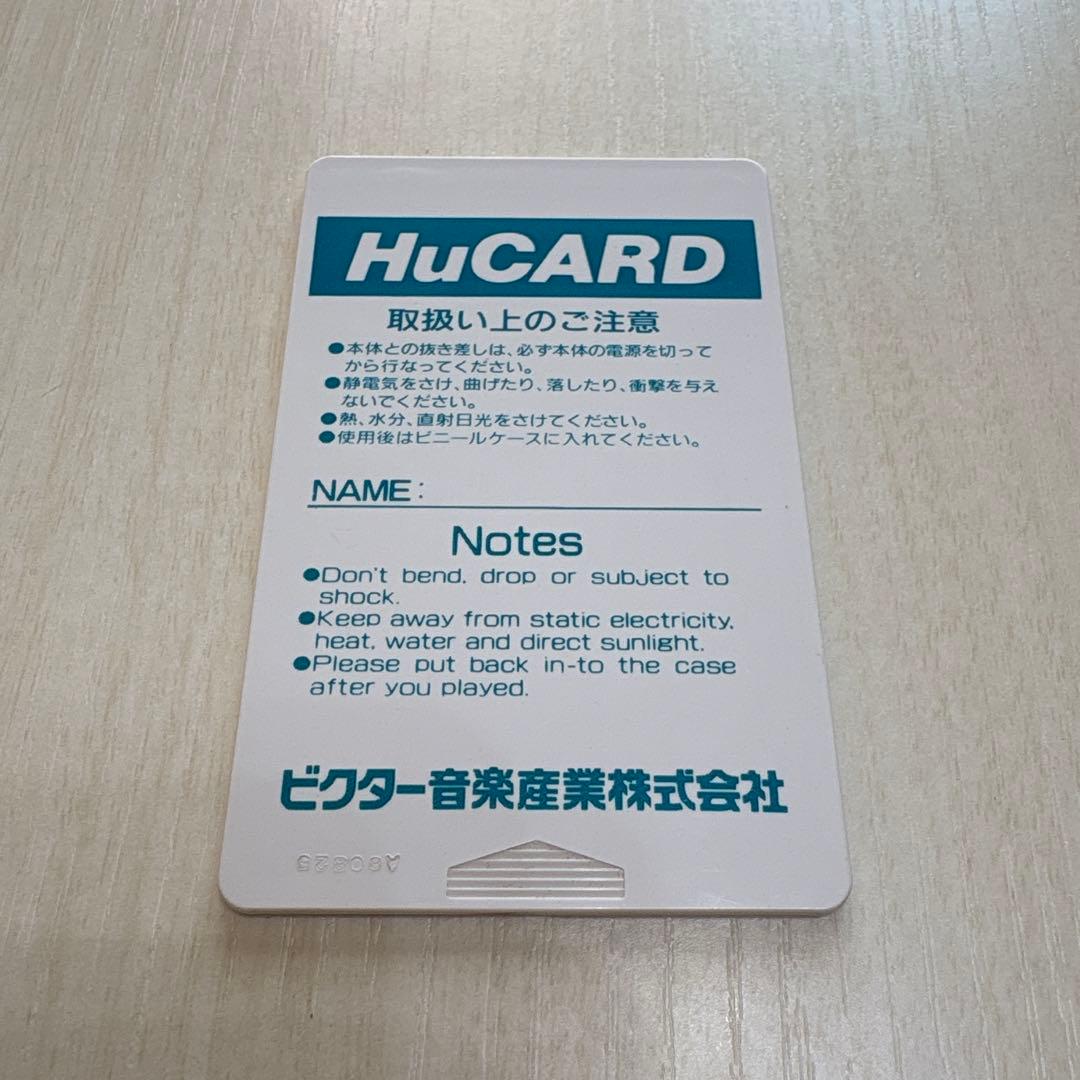 HuCARD
取扱い上のご注意
●本体との抜き差しは、必ず本体の電源を切って
から行なってください。
●静電気をさけ、曲げたり、落したり、衝撃を与え
ないでください。
●熱、水分、直射日光をさけてください。
●使用後はビニールケースに入れてください。
NAME:
Notes
●Don't bend, drop or subject to
shock.
●Keep away from static electricity,
heat, water and direct sunlight.
●Please put back in-to the case
after you played.
ビクター音楽産業株式会社